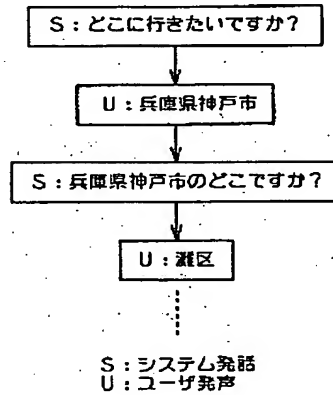 S：どこに行きたいですか？
U：兵庫県神戸市
S：兵庫県神戸市のどこですか？
U：灘区
S：システム発話
U：ユーザ発声